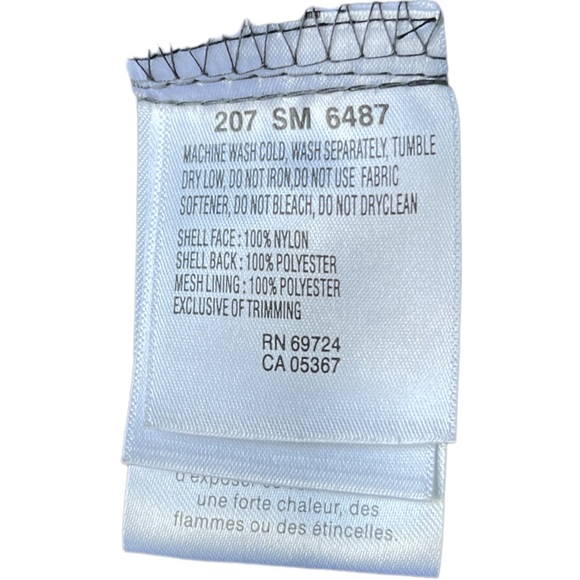 207 SM 6487
MACHINE WASH COLD, WASH SEPARATELY, TUMBLE
DRY LOW, DO NOT IRON,DO NOT USE FABRIC
SOFTENER, DO NOT BLEACH, DO NOT DRYCLEAN
SHELL FACE : 100% NYLON
SHELL BACK : 100% POLYESTER
MESH LINING : 100% POLYESTER
EXCLUSIVE OF TRIMMING
RN 69724
CA 05367
d'exposer
une forte chaleur, des
flammes ou des étincelles.